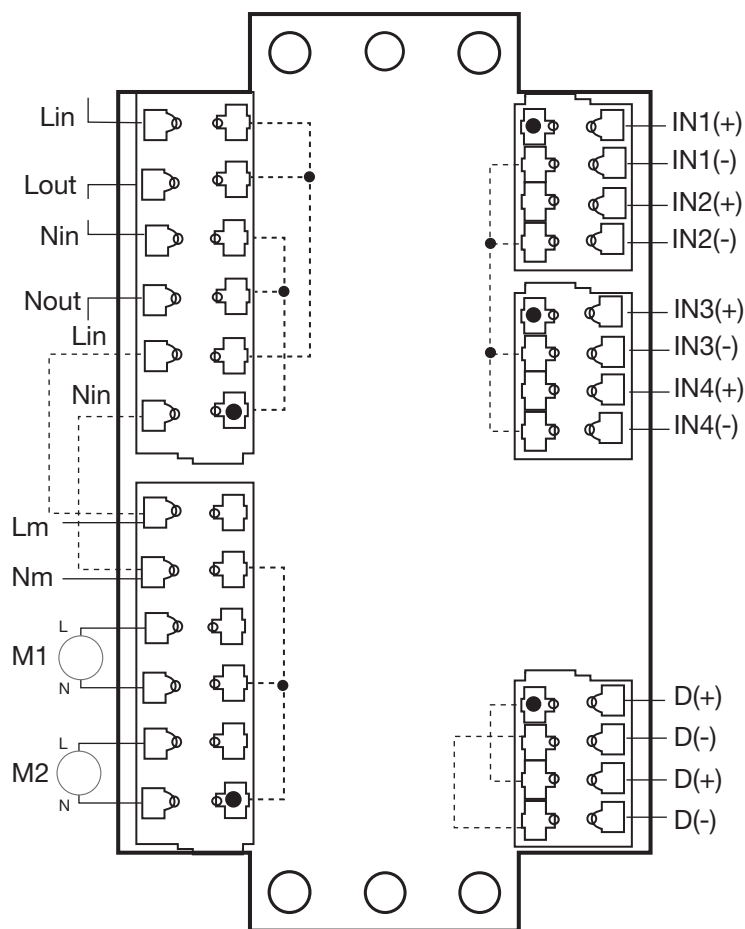 Lin
Lout
Nin
Nout
Lin
Nin
Lm
Nm
L
M1
N
L
M2
N
IN1(+)
IN1(-)
IN2(+)
IN2(-)
IN3(+)
IN3(-)
IN4(+)
IN4(-)
D(+)
D(-)
D(+)
D(-)